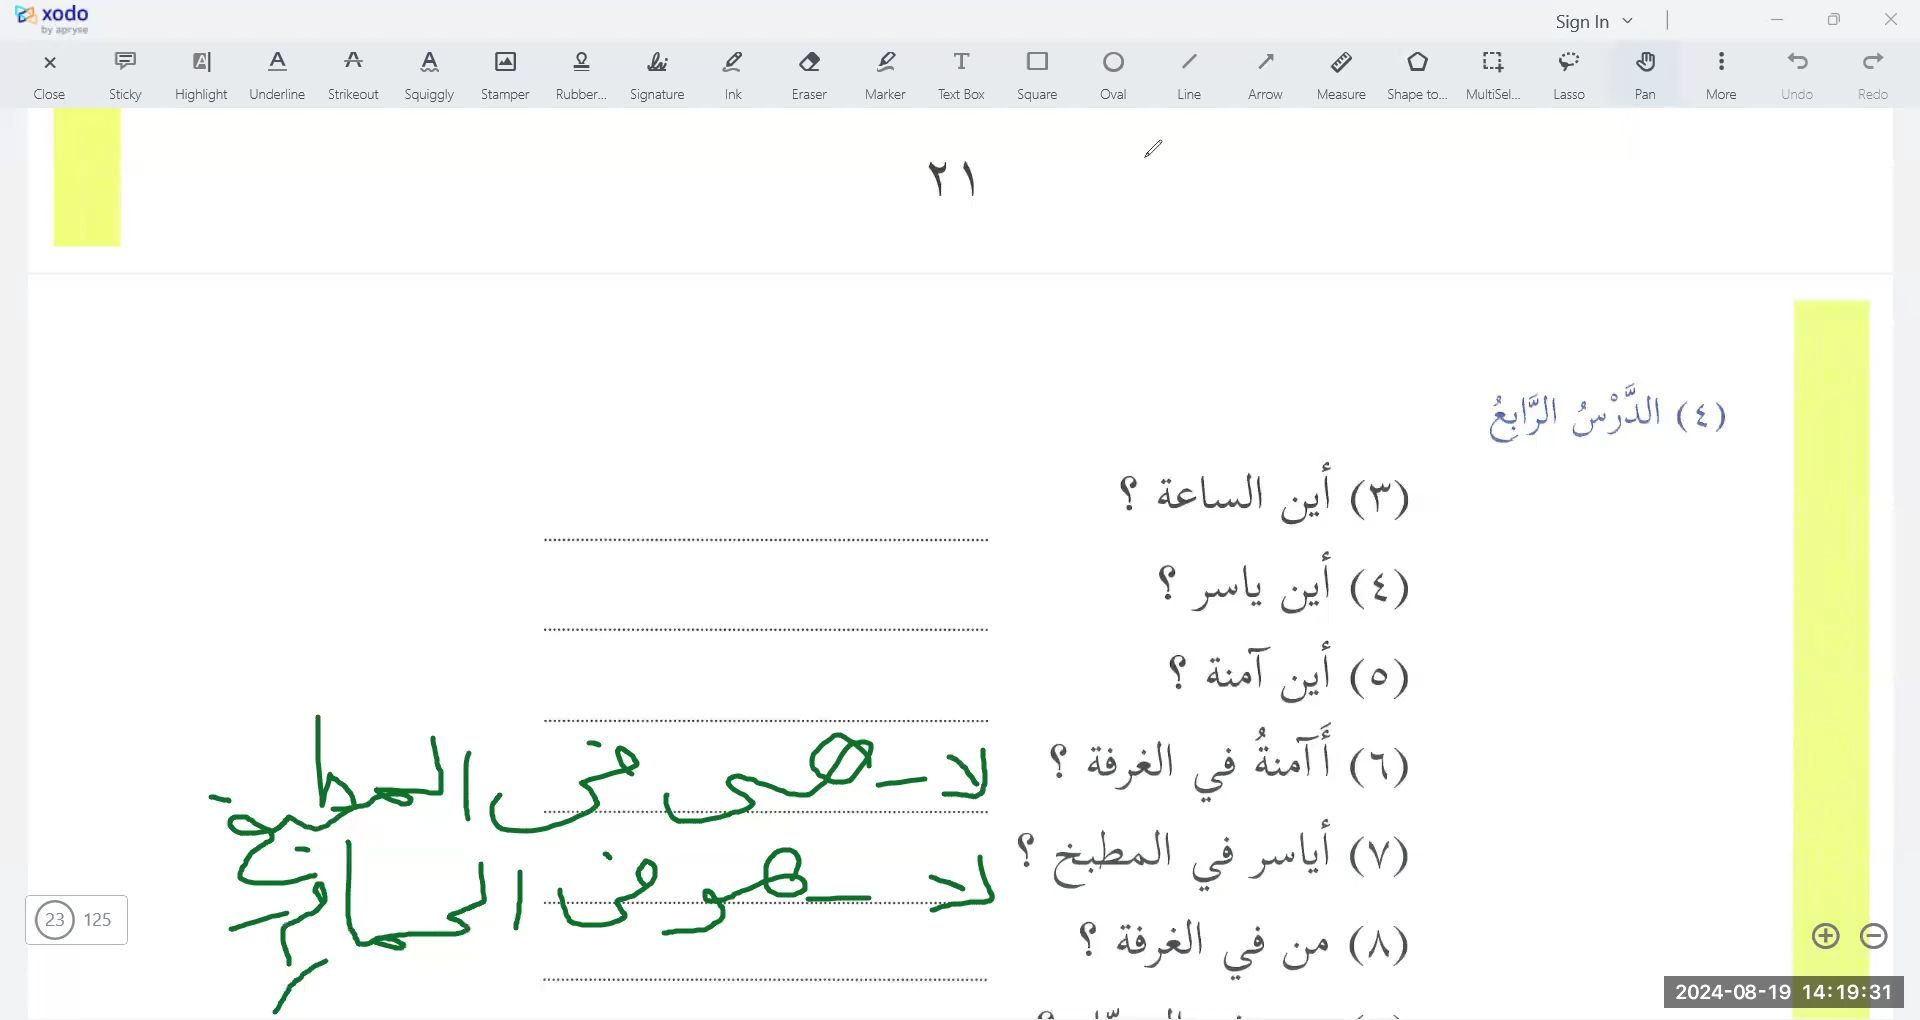 xodo
by apryse
Sign In
Close Sticky Highlight Underline Strikeout Squiggly Stamper Rubber... Signature Ink Eraser Marker Text Box Square Oval Line Arrow Measure Shape to... MultiSel... Lasso Pan More Undo Redo
٢١
(٤) الدَّرْسُ الرَّابِعُ
(٣) أين الساعة ؟
(٤) أين ياسر ؟
(٥) أين آمنة ؟
(٦) أَآمنةُ في الغرفة ؟
لا - هي في المطبخ
(٧) أياسر في المطبخ ؟
لا - هو في الحمام
(٨) من في الغرفة ؟
23 125
2024-08-19 14:19:31